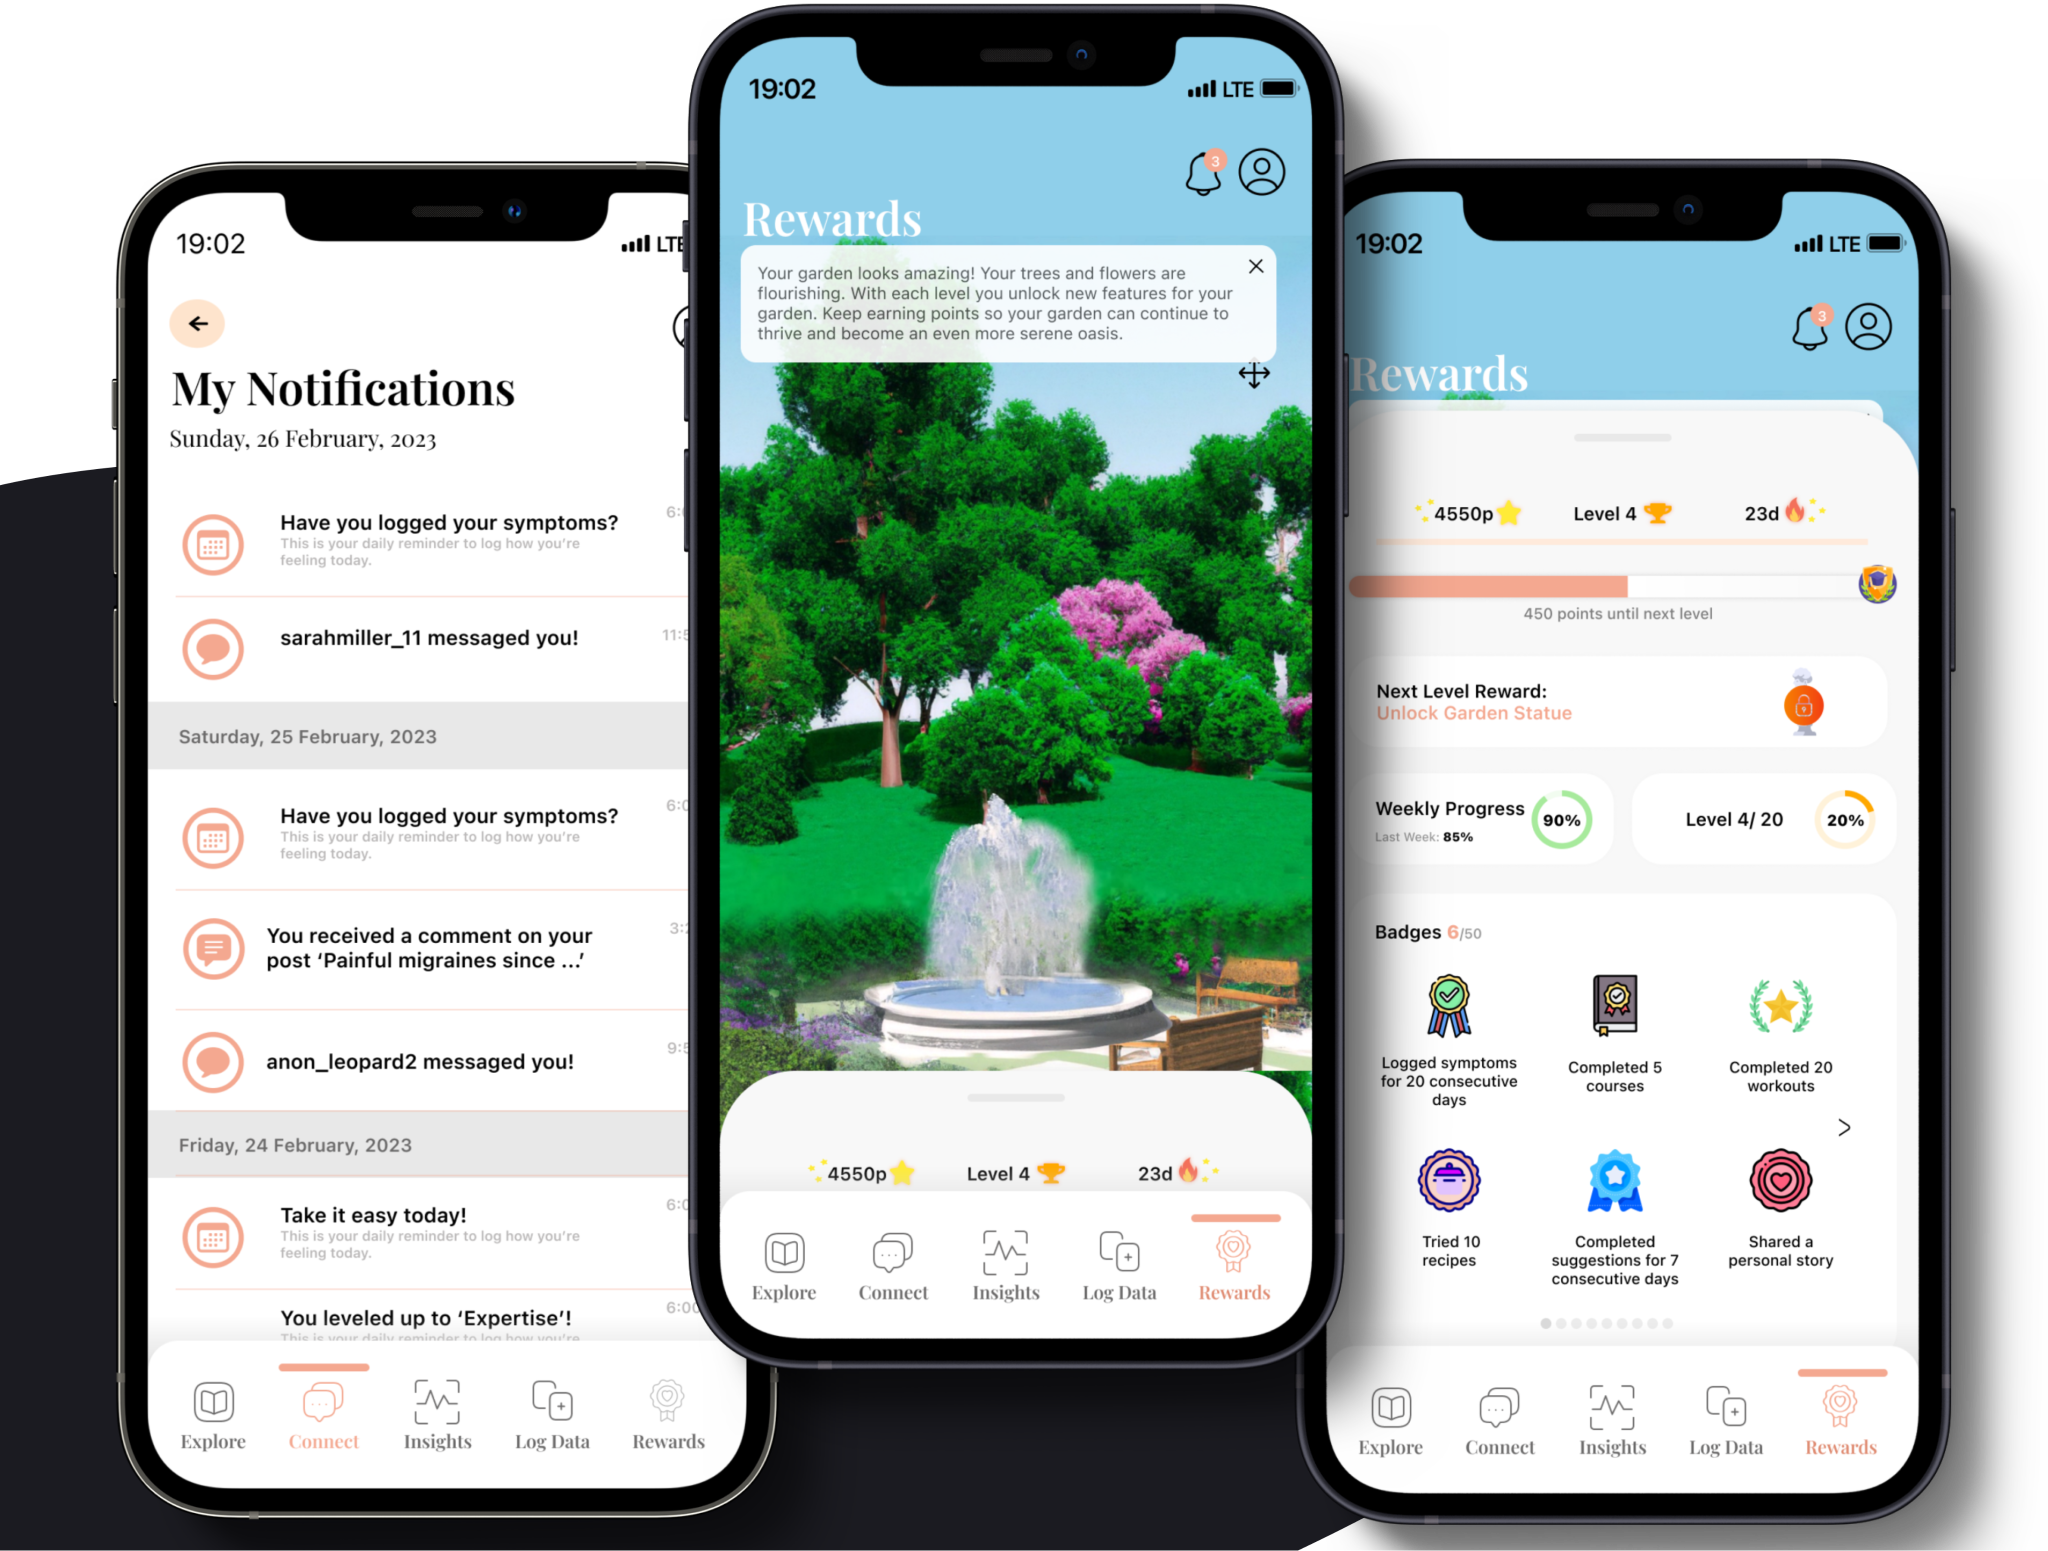 19:02
LTE
My Notifications
Sunday, 26 February, 2023
Have you logged your symptoms?
This is your daily reminder to log how you're
feeling today.
sarahmiller_11 messaged you!
Saturday, 25 February, 2023
Have you logged your symptoms?
This is your daily reminder to log how you're
feeling today.
You received a comment on your
post ‘Painful migraines since ...’
anon_leopard2 messaged you!
Friday, 24 February, 2023
Take it easy today!
This is your daily reminder to log how you're
feeling today.
You leveled up to ‘Expertise’!
6:00
This is your daily reminder to log how you're
Explore
Connect
Insights
Log Data
Rewards
19:02
LTE
3
Rewards
Your garden looks amazing! Your trees and flowers are
flourishing. With each level you unlock new features for your
garden. Keep earning points so your garden can continue to
thrive and become an even more serene oasis.
4550p
Level 4
23d
Explore
Connect
Insights
Log Data
Rewards
19:02
LTE
3
Rewards
4550p
Level 4
23d
450 points until next level
Next Level Reward:
Unlock Garden Statue
Weekly Progress
Last Week: 85%
90%
Level 4/ 20
20%
Badges 6/50
Logged symptoms
for 20 consecutive
days
Completed 5
courses
Completed 20
workouts
Tried 10
recipes
Completed
suggestions for 7
consecutive days
Shared a
personal story
Explore
Connect
Insights
Log Data
Rewards